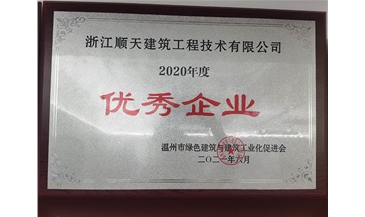 浙江顺天建筑工程技术有限公司
2020年度
优秀企业
温州市绿色建筑与建筑工业化促进会
二〇二一年六月